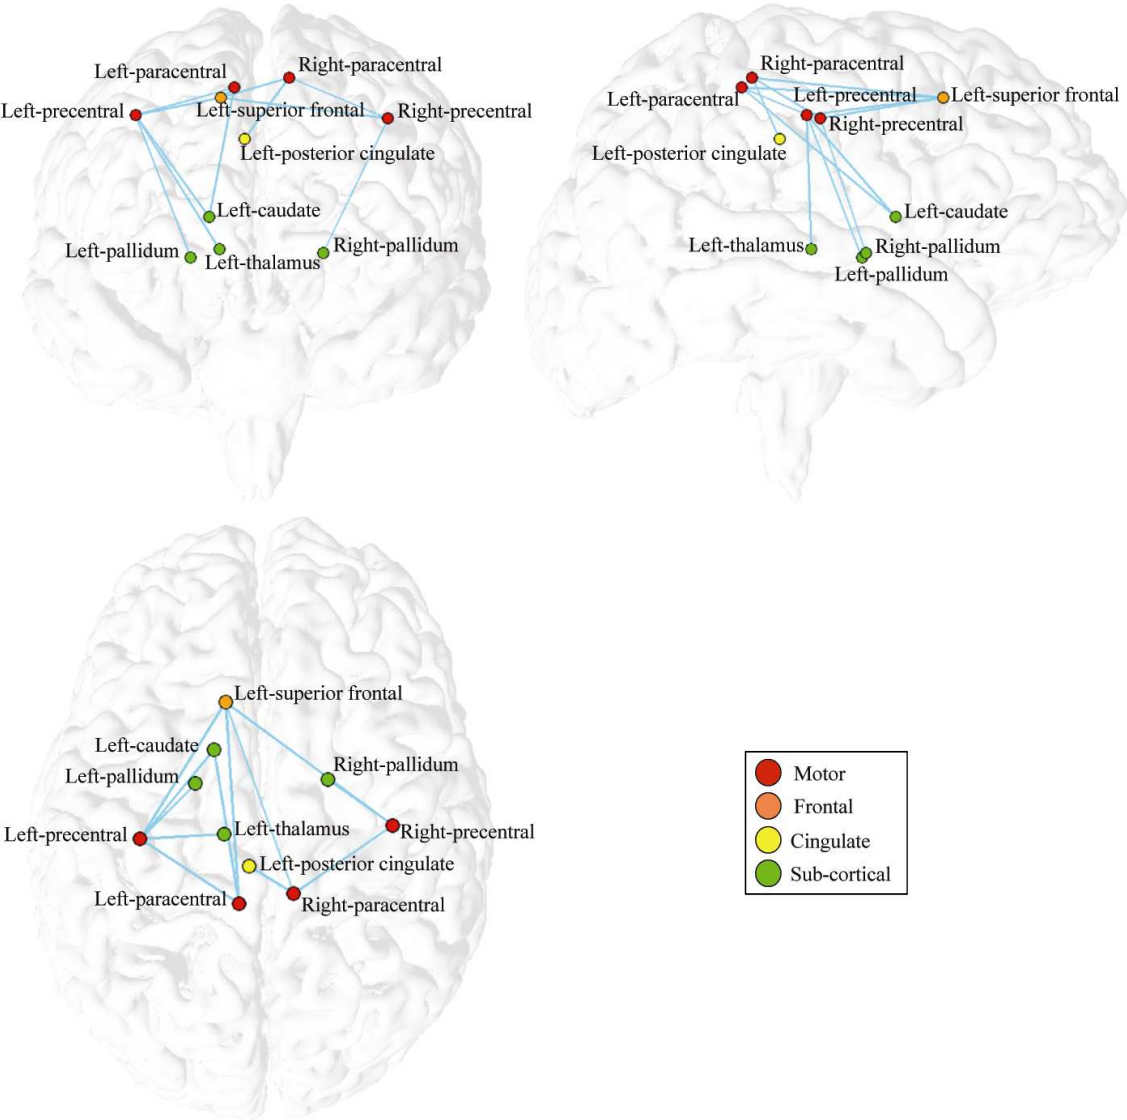 Left-paracentral
Right-paracentral
Left-precentral
Left-superior frontal
Right-precentral
Left-posterior cingulate
Left-caudate
Left-pallidum
Left-thalamus
Right-pallidum
Right-paracentral
Left-paracentral
Left-precentral
Left-superior frontal
Right-precentral
Left-posterior cingulate
Left-caudate
Left-thalamus
Right-pallidum
Left-pallidum
Left-superior frontal
Left-caudate
Left-pallidum
Right-pallidum
Left-precentral
Left-thalamus
Right-precentral
Left-posterior cingulate
Left-paracentral
Right-paracentral
Motor
Frontal
Cingulate
Sub-cortical